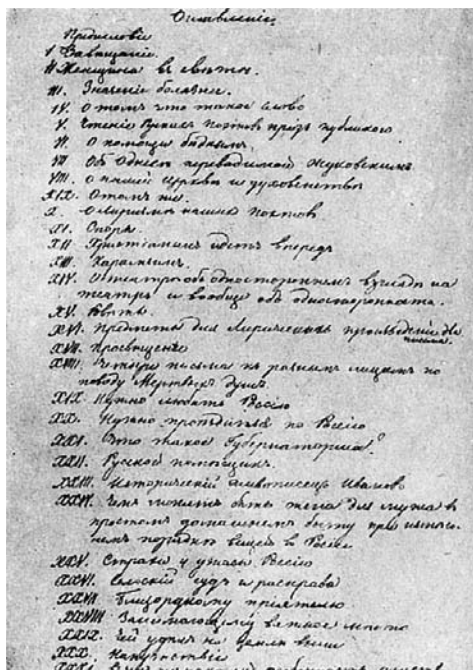 Оглавленіе
Предисловіе
I Завѣщаніе.
II Женщина въ свѣтѣ.
III. Значеніе болѣзней.
IV. О томъ что такое слово
V. Чтенія Русскихъ поэтовъ предъ публикою
VI. О помощи бѣднымъ.
VII Объ Одиссеѣ переводимой Жуковскимъ
VIII. О нашей церкви и духовенствѣ
О томъ же.
X. О лиризмѣ нашихъ поэтовъ
XI. Споры.
XII Христіанинъ идетъ впередъ
XIII. Карамзинъ.
XIV. О театрѣ объ одностороннемъ взглядѣ на
театръ и вообще объ односторонности.
XV.
XVI. Предметы для лирическихъ
XVII. Просвѣщеніе
XVIII. Четыре письма къ разнымъ лицамъ по
поводу Мертвыхъ Душъ
XIX. Нужно любить Россію
XX. Нужно проѣздиться по Россіи
XXI. Что такое Губернаторша?
XXII. Русской помѣщикъ.
XXIII. Историческій живописецъ Ивановъ
XXIV. Чѣмъ можетъ быть жена для мужа въ
простомъ домашнемъ быту при нынѣш-
немъ порядкѣ вещей въ Россіи
XXV. Страхи и ужасы Россіи
XXVI. Сельскій судъ и расправа
XXVII. Близорукому пріятелю
XXVIII Занимающему важное мѣсто
XXIX. Чей удѣлъ на землѣ выше
XXX. Напутствіе
XXXI.